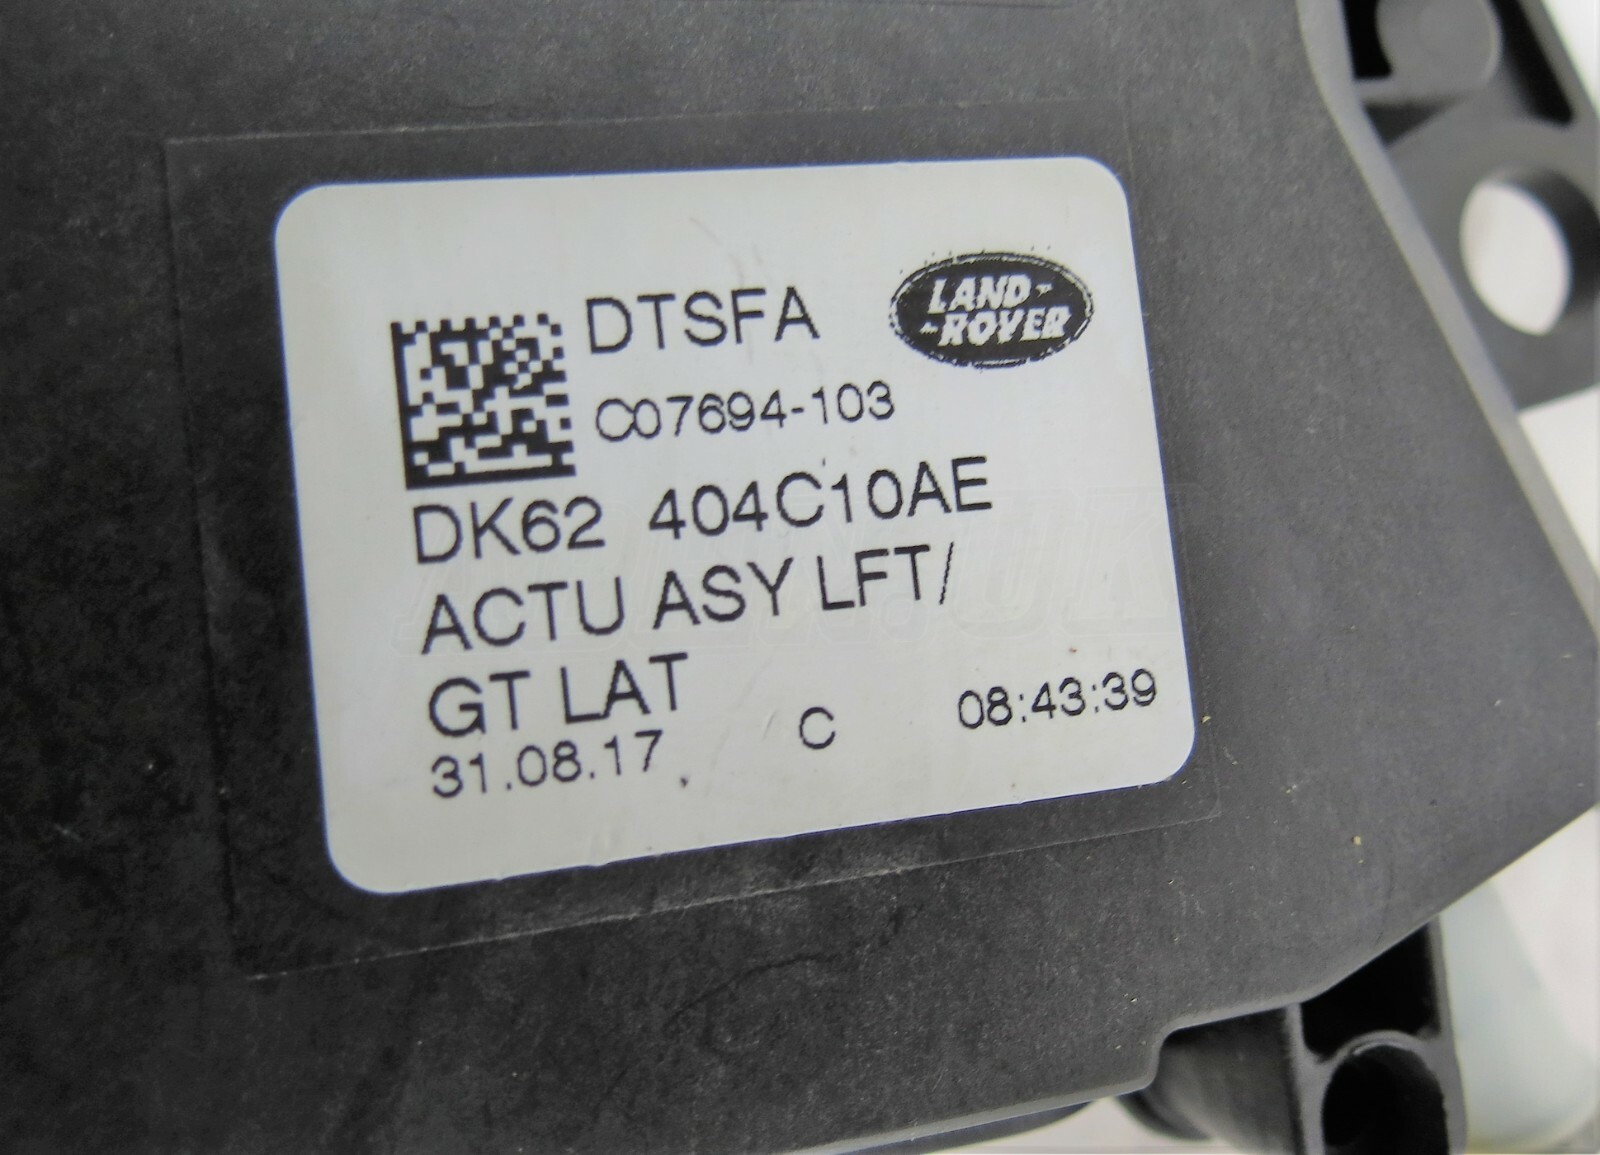 DTSFA
LAND-
-ROVER
C07694-103
DK62 404C10AE
ACTU ASY LFT/
GT LAT
31.08.17 C 08:43:39